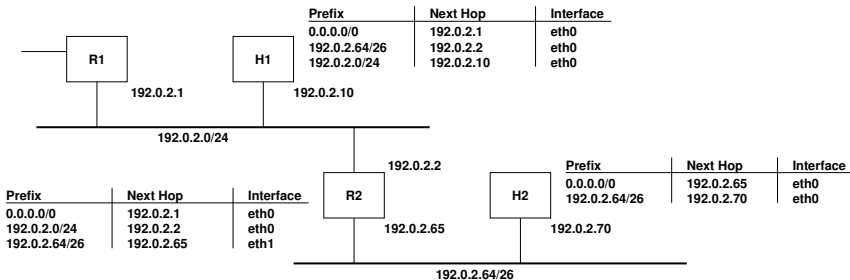 Prefix Next Hop Interface
0.0.0.0/0 192.0.2.1 eth0
192.0.2.64/26 192.0.2.2 eth0
192.0.2.0/24 192.0.2.10 eth0
R1 H1
192.0.2.1 192.0.2.10
192.0.2.0/24
192.0.2.2
Prefix Next Hop Interface
0.0.0.0/0 192.0.2.65 eth0
192.0.2.64/26 192.0.2.70 eth0
R2 H2
Prefix Next Hop Interface
0.0.0.0/0 192.0.2.1 eth0
192.0.2.0/24 192.0.2.2 eth0
192.0.2.64/26 192.0.2.65 eth1
192.0.2.65 192.0.2.70
192.0.2.64/26